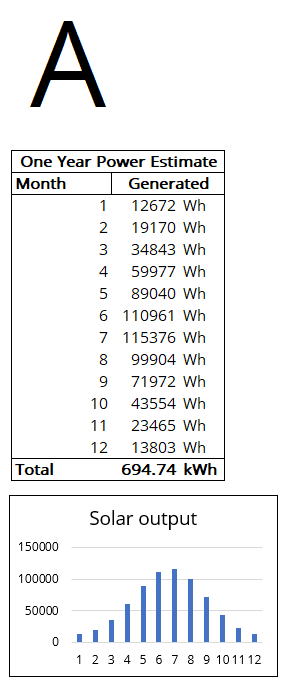 A
One Year Power Estimate
Month Generated
1 12672 Wh
2 19170 Wh
3 34843 Wh
4 59977 Wh
5 89040 Wh
6 110961 Wh
7 115376 Wh
8 99904 Wh
9 71972 Wh
10 43554 Wh
11 23465 Wh
12 13803 Wh
Total 694.74 kWh
Solar output
150000
100000
50000
0
1 2 3 4 5 6 7 8 9 10 11 12